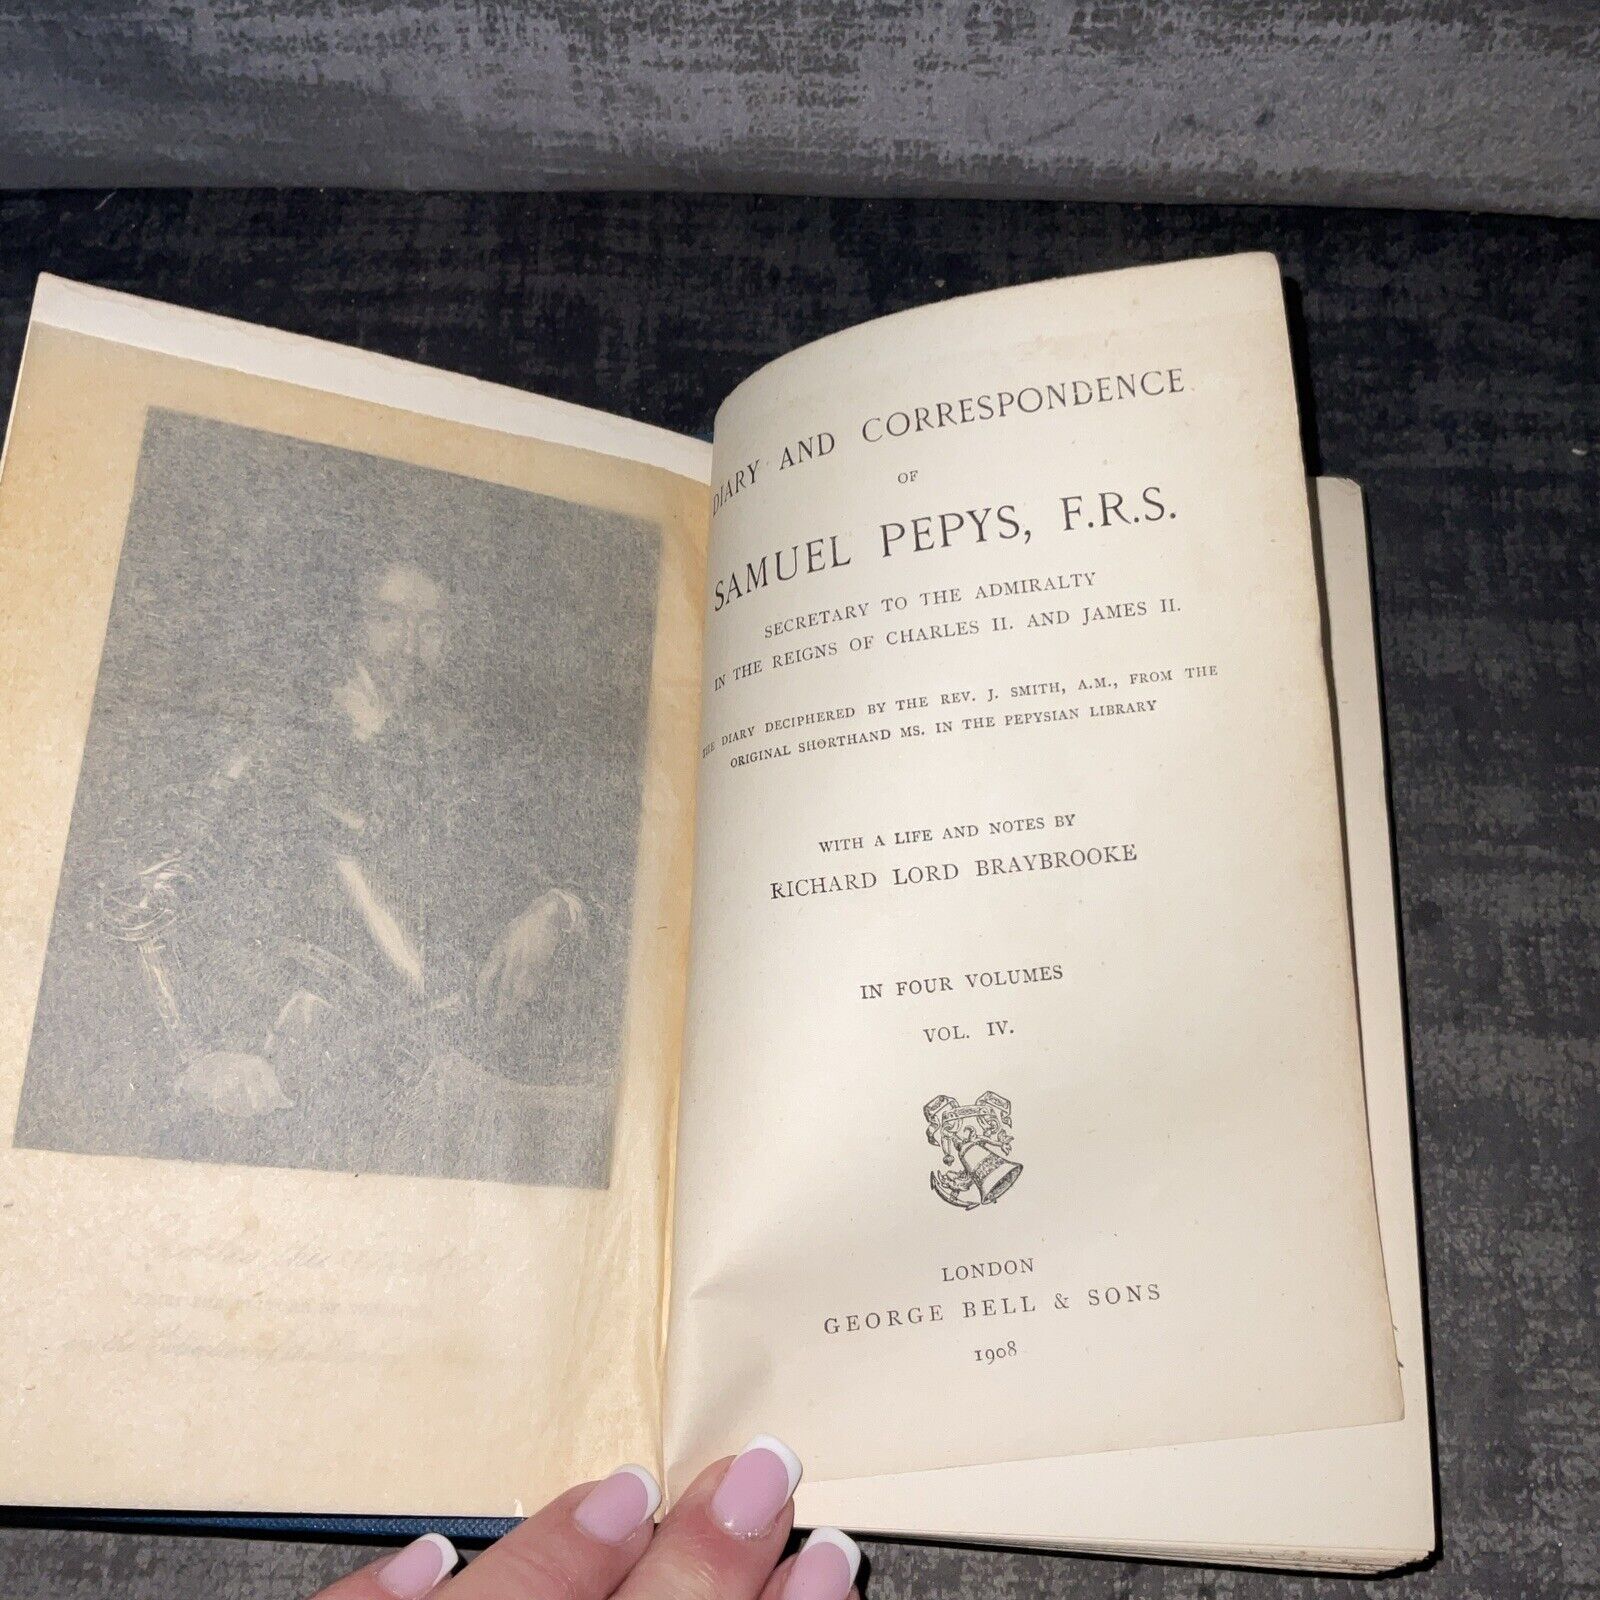 DIARY AND CORRESPONDENCE
OF
SAMUEL PEPYS, F.R.S.
SECRETARY TO THE ADMIRALTY
IN THE REIGNS OF CHARLES II. AND JAMES II.
THE DIARY DECIPHERED BY THE REV. J. SMITH, A.M., FROM THE
ORIGINAL SHORTHAND MS. IN THE PEPYSIAN LIBRARY
WITH A LIFE AND NOTES BY
RICHARD LORD BRAYBROOKE
IN FOUR VOLUMES
VOL. IV.
LONDON
GEORGE BELL & SONS
1908